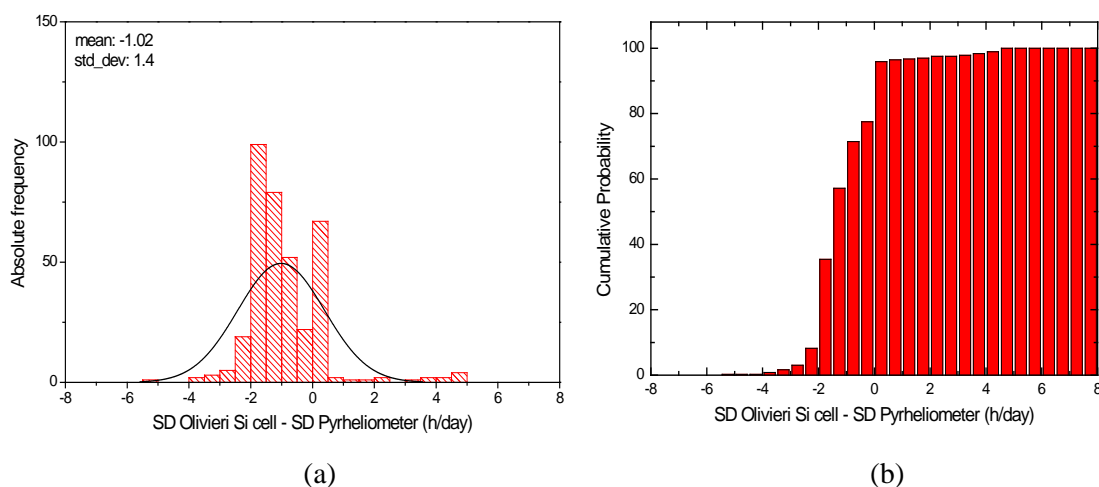 150
mean: -1.02
std_dev: 1.4
100
50
0
Absolute frequency
-8 -6 -4 -2 0 2 4 6 8
SD Olivieri Si cell - SD Pyrheliometer (h/day)
(a)
100
80
60
40
20
0
Cumulative Probability
-8 -6 -4 -2 0 2 4 6 8
SD Olivieri Si cell - SD Pyrheliometer (h/day)
(b)